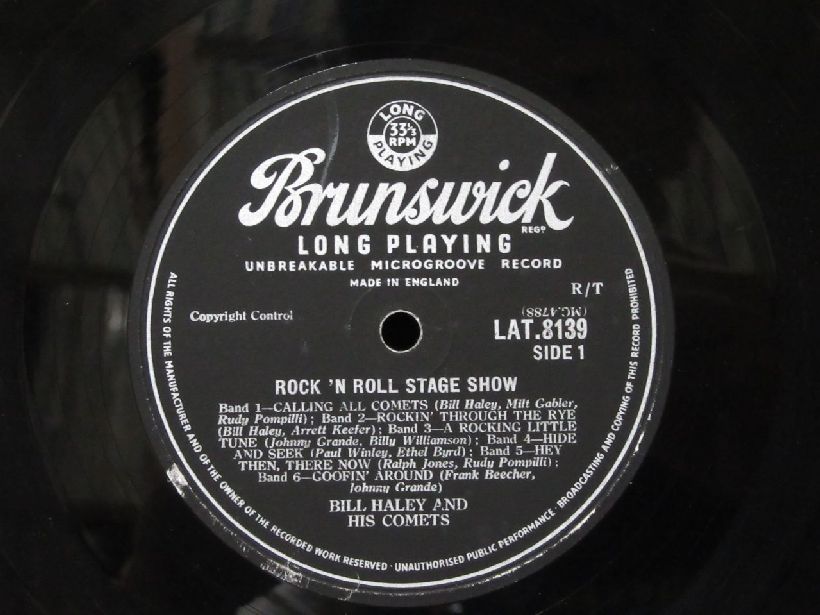 LONG
33⅓
RPM
PLAYING
Brunswick
REGD
LONG PLAYING
UNBREAKABLE MICROGROOVE RECORD
MADE IN ENGLAND
R/T
Copyright Control
(MC.4788)
LAT.8139
SIDE 1
ROCK 'N ROLL STAGE SHOW
Band 1—CALLING ALL COMETS (Bill Haley, Milt Gabler,
Rudy Pompilli) ; Band 2—ROCKIN' THROUGH THE RYE
(Bill Haley, Arrett Keefer) ; Band 3—A ROCKING LITTLE
TUNE (Johnny Grande, Billy Williamson) ; Band 4—HIDE
AND SEEK (Paul Winley, Ethel Byrd) ; Band 5—HEY
THEN, THERE NOW (Ralph Jones, Rudy Pompilli) ;
Band 6—GOOFIN' AROUND (Frank Beecher,
Johnny Grande)
BILL HALEY AND
HIS COMETS
ALL RIGHTS OF THE MANUFACTURER AND OF THE OWNER OF THE RECORDED WORK RESERVED · UNAUTHORISED PUBLIC PERFORMANCE · BROADCASTING AND COPYING OF THIS RECORD PROHIBITED